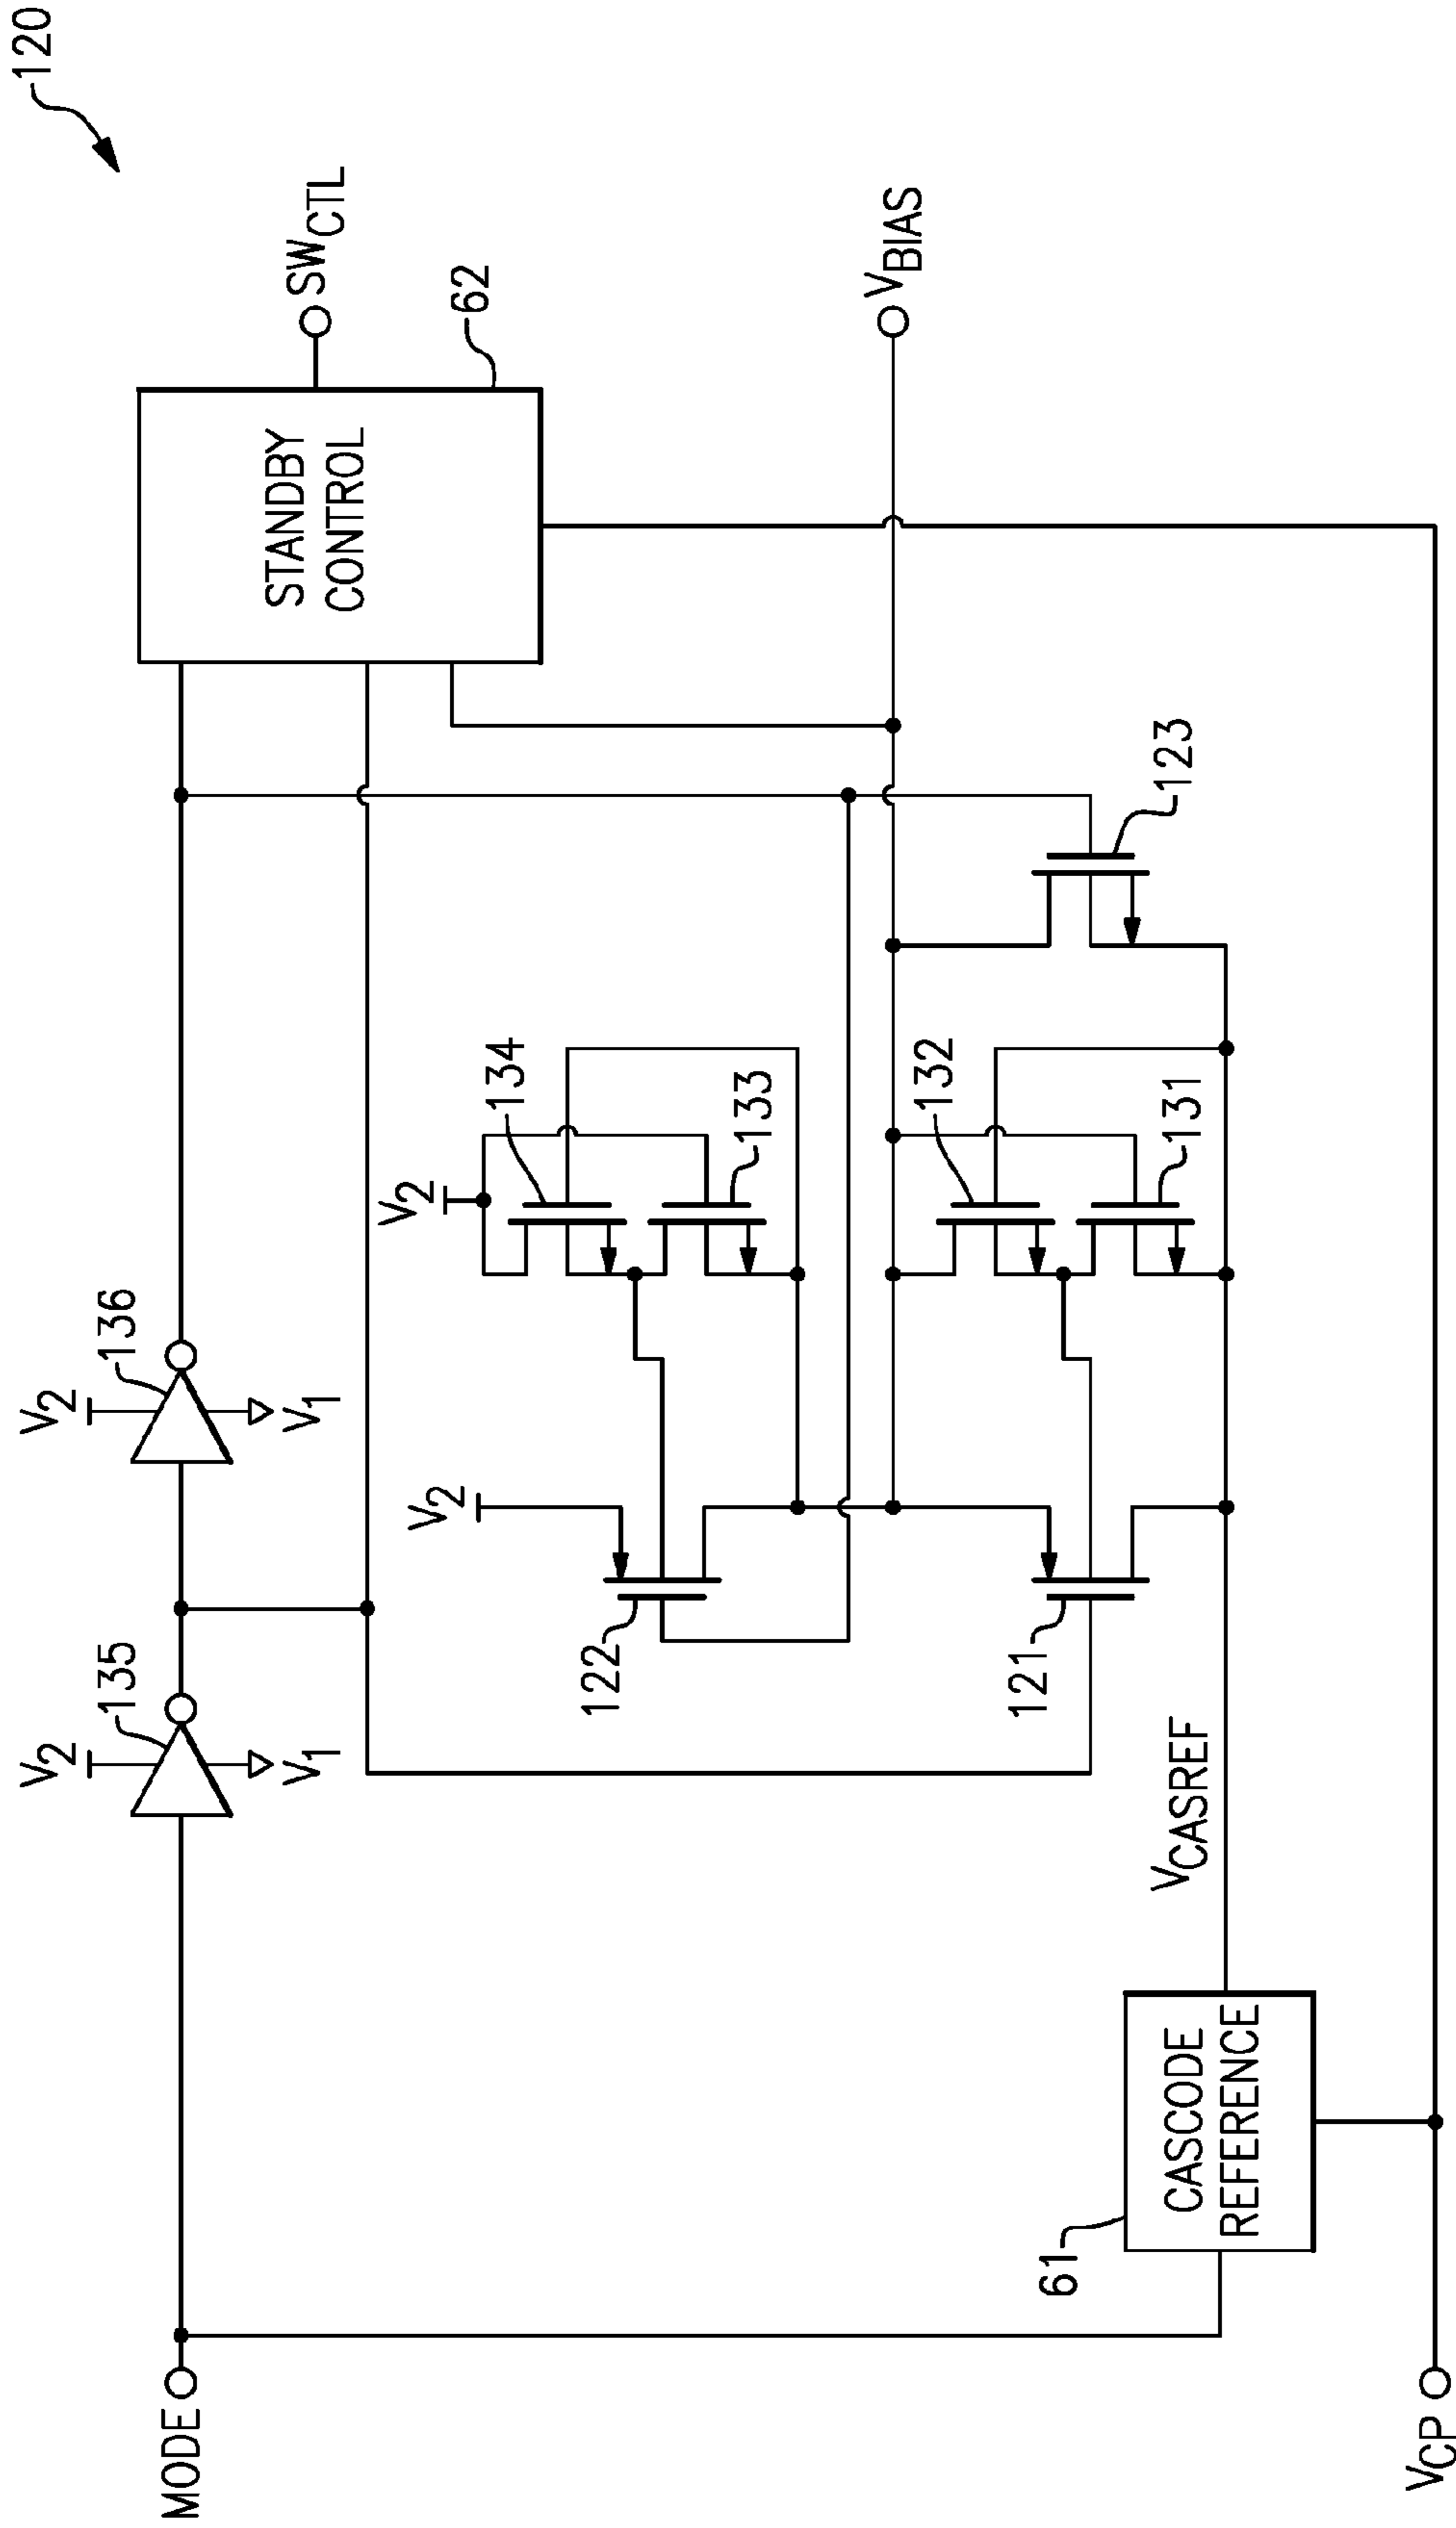 120
MODE
V2
135
V1
V2
136
V1
STANDBY
CONTROL
62
SWCTL
V2
122
V2
134
133
VBIAS
121
132
131
123
VCASREF
61
CASCODE
REFERENCE
VCP